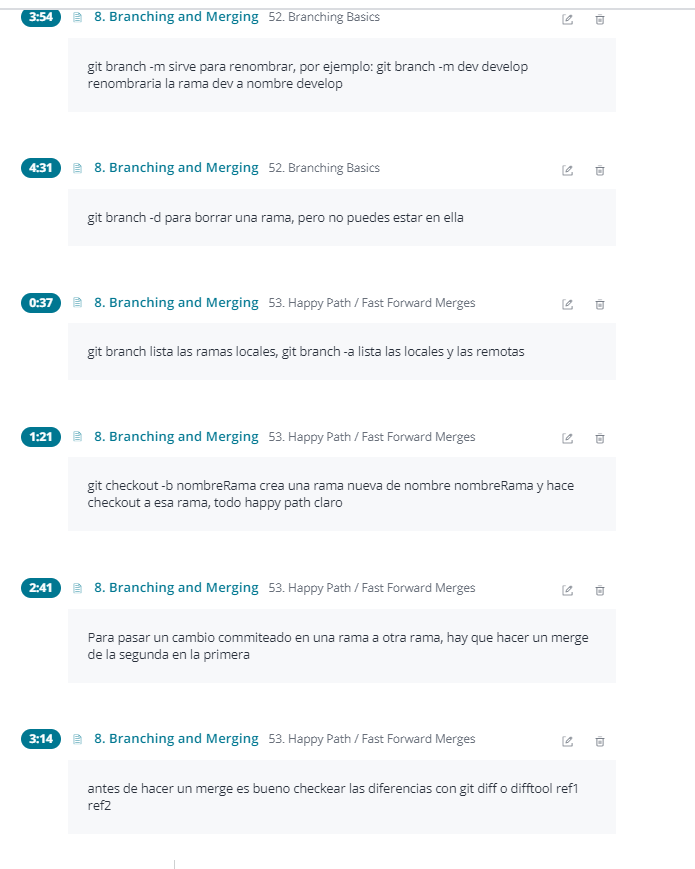 3:54 8. Branching and Merging 52. Branching Basics
git branch -m sirve para renombrar, por ejemplo: git branch -m dev develop
renombraria la rama dev a nombre develop
4:31 8. Branching and Merging 52. Branching Basics
git branch -d para borrar una rama, pero no puedes estar en ella
0:37 8. Branching and Merging 53. Happy Path / Fast Forward Merges
git branch lista las ramas locales, git branch -a lista las locales y las remotas
1:21 8. Branching and Merging 53. Happy Path / Fast Forward Merges
git checkout -b nombreRama crea una rama nueva de nombre nombreRama y hace
checkout a esa rama, todo happy path claro
2:41 8. Branching and Merging 53. Happy Path / Fast Forward Merges
Para pasar un cambio commiteado en una rama a otra rama, hay que hacer un merge
de la segunda en la primera
3:14 8. Branching and Merging 53. Happy Path / Fast Forward Merges
antes de hacer un merge es bueno checkear las diferencias con git diff o difftool ref1
ref2